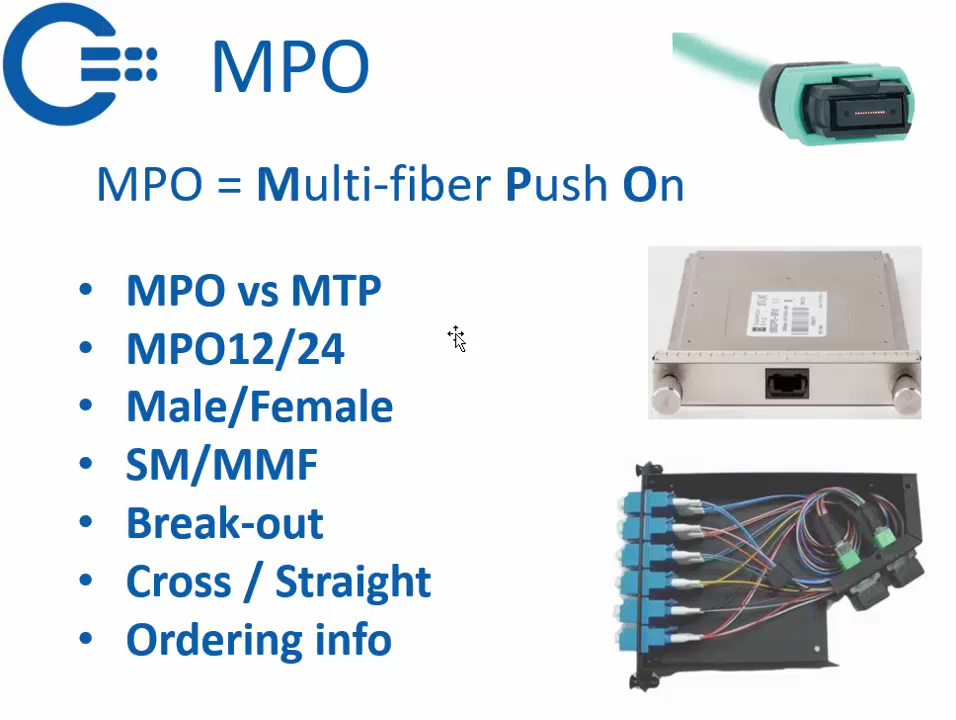 MPO
MPO = Multi-fiber Push On
• MPO vs MTP
• MPO12/24
• Male/Female
• SM/MMF
• Break-out
• Cross / Straight
• Ordering info